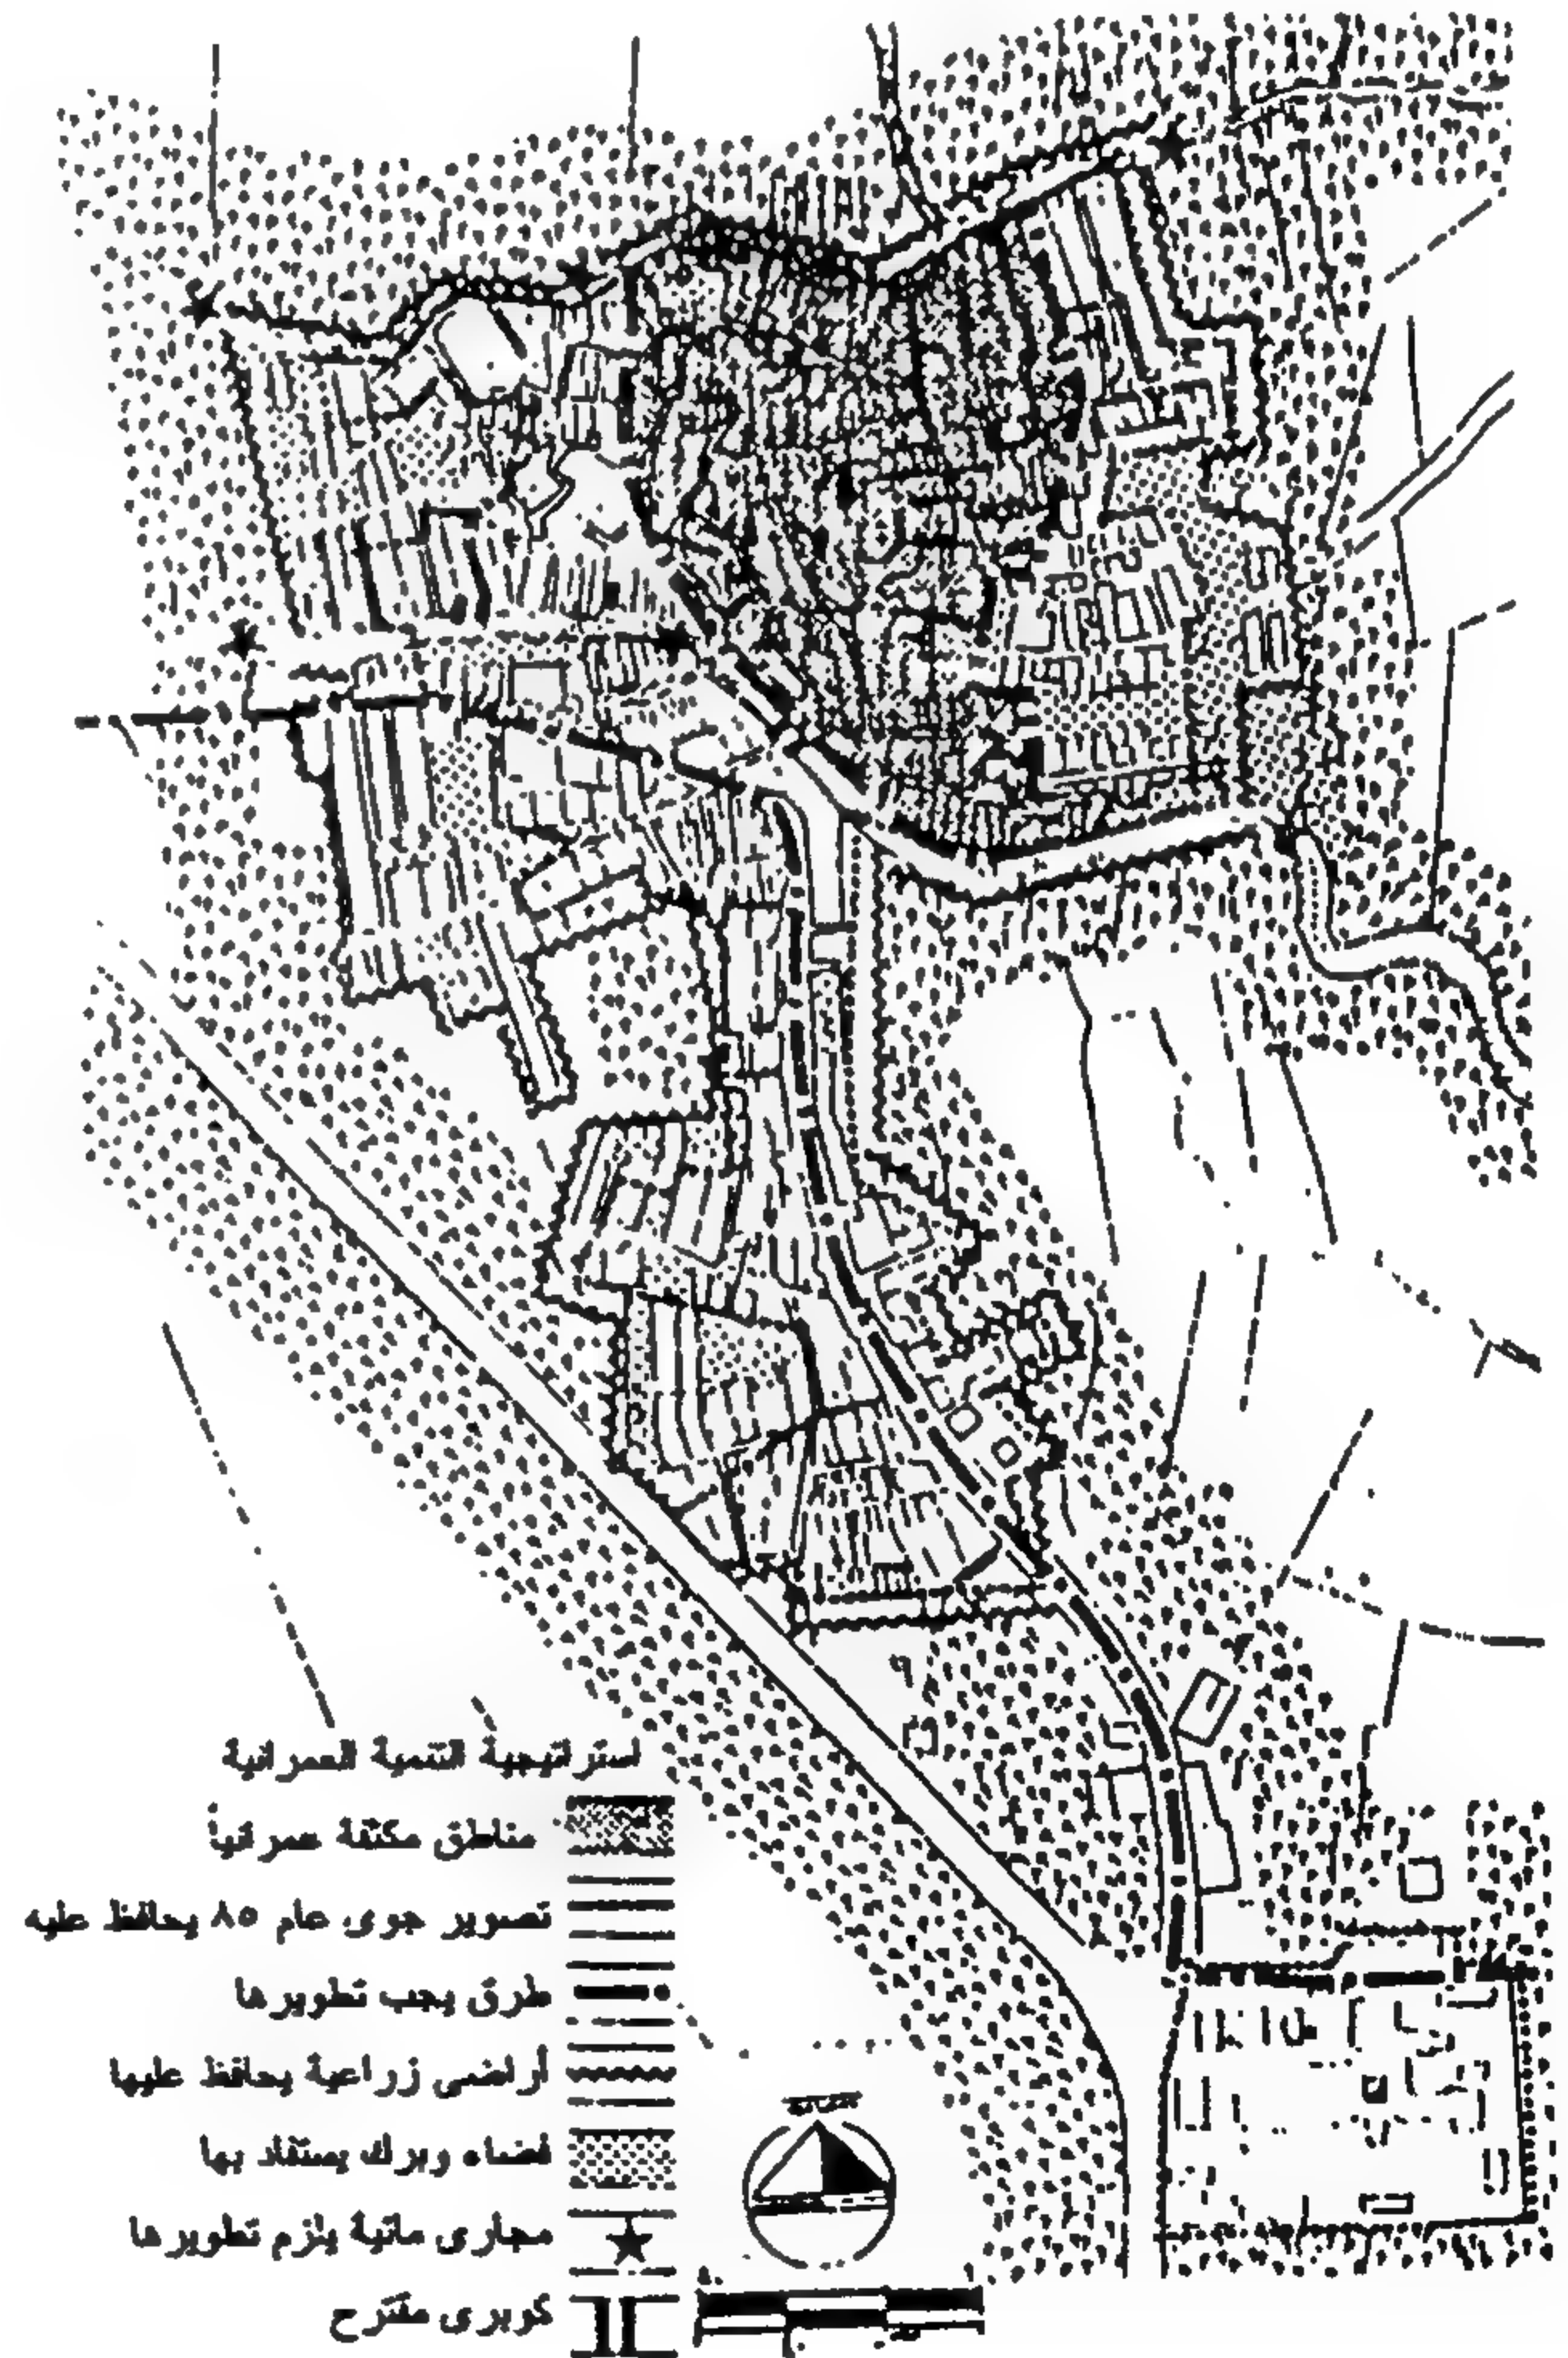 ٩
استراتيجية التنمية العمرانية
مناطق مكثفة عمرانياً
تصوير جوى عام ٨٥ يحافظ عليه
طرق يجب تطويرها
أراضى زراعية يحافظ عليها
فضاء وبرك يستفاد بها
مجارى مائية يلزم تطويرها
كوبرى مقترح